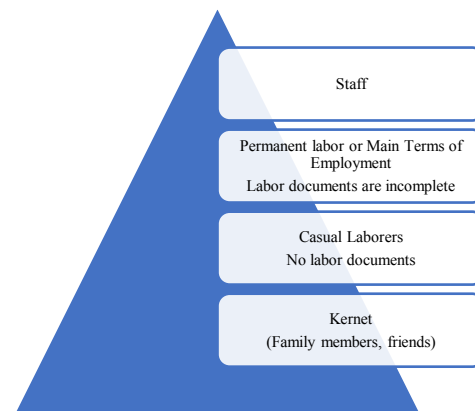 Staff
Permanent labor or Main Terms of
Employment
Labor documents are incomplete
Casual Laborers
No labor documents
Kernet
(Family members, friends)